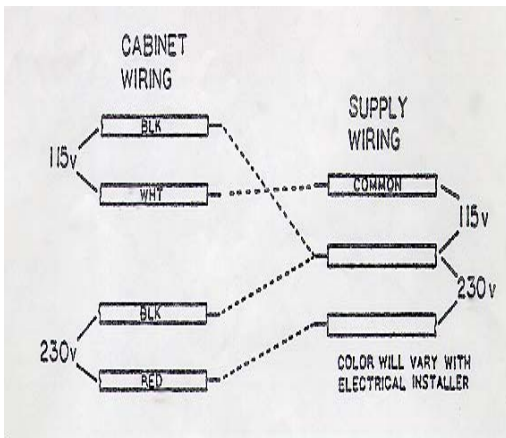 CABINET
WIRING
SUPPLY
WIRING
BLK
115v
WHT
COMMON
115v
BLK
230v
230v
RED
COLOR WILL VARY WITH
ELECTRICAL INSTALLER